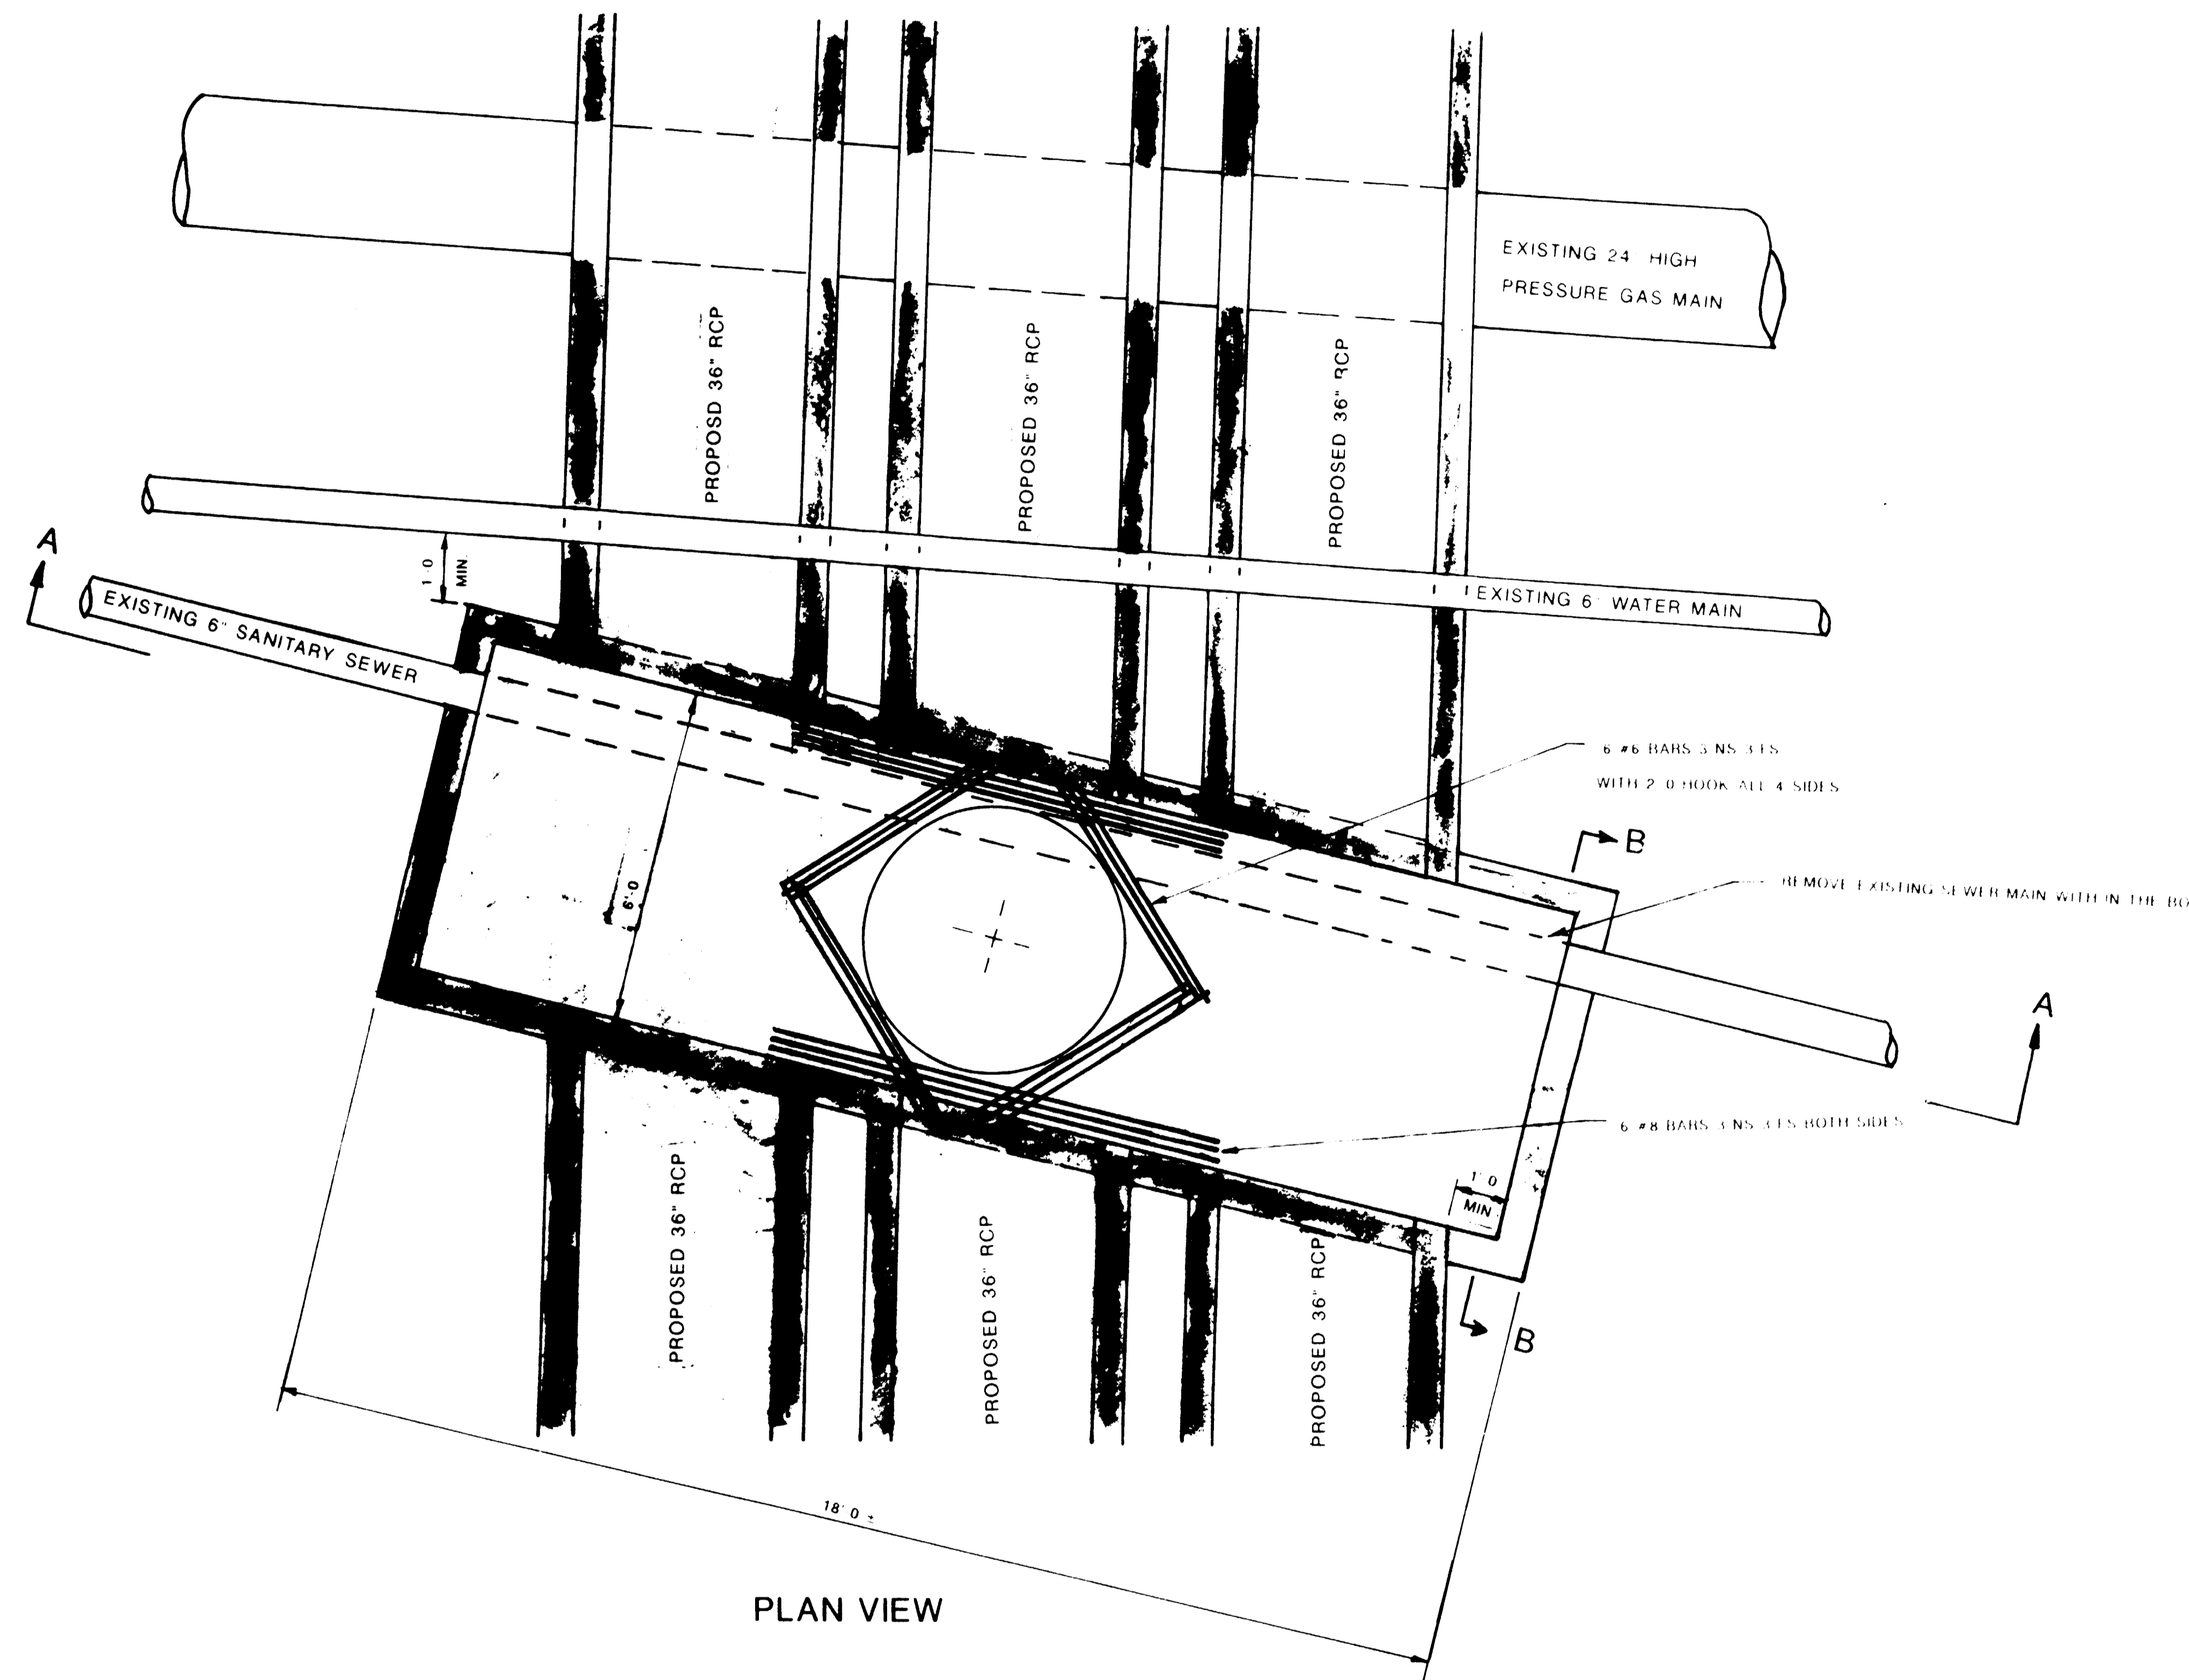 EXISTING 24 HIGH
PRESSURE GAS MAIN
PROPOSD 36" RCP
PROPOSED 36" RCP
PROPOSED 36" RCP
A
1' 0
MIN
EXISTING 6" SANITARY SEWER
EXISTING 6" WATER MAIN
6 #6 BARS 3 NS 3 FS
WITH 2 0 HOOK ALL 4 SIDES
B
6'-0
REMOVE EXISTING SEWER MAIN WITH IN THE BO
A
6 #8 BARS 3 NS 3 FS BOTH SIDES
1' 0
MIN
PROPOSED 36" RCP
PROPOSED 36" RCP
PROPOSED 36" RCP
B
18' 0 ±
PLAN VIEW